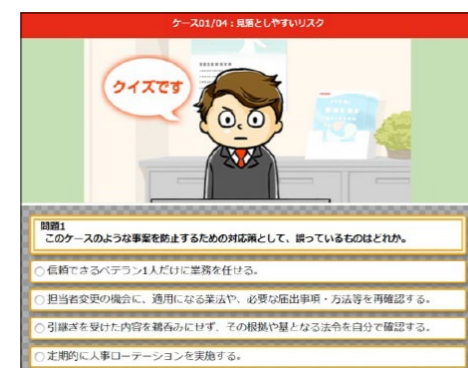 ケース01/04：見落としやすいリスク
クイズです
問題1
このケースのような事案を防止するための対応策として、誤っているものはどれか。
信頼できるベテラン1人だけに業務を任せる。
担当者変更の機会に、適用になる業法や、必要な届出事項・方法等を再確認する。
引継ぎを受けた内容を鵜呑みにせず、その根拠や基となる法令を自分で確認する。
定期的に人事ローテーションを実施する。